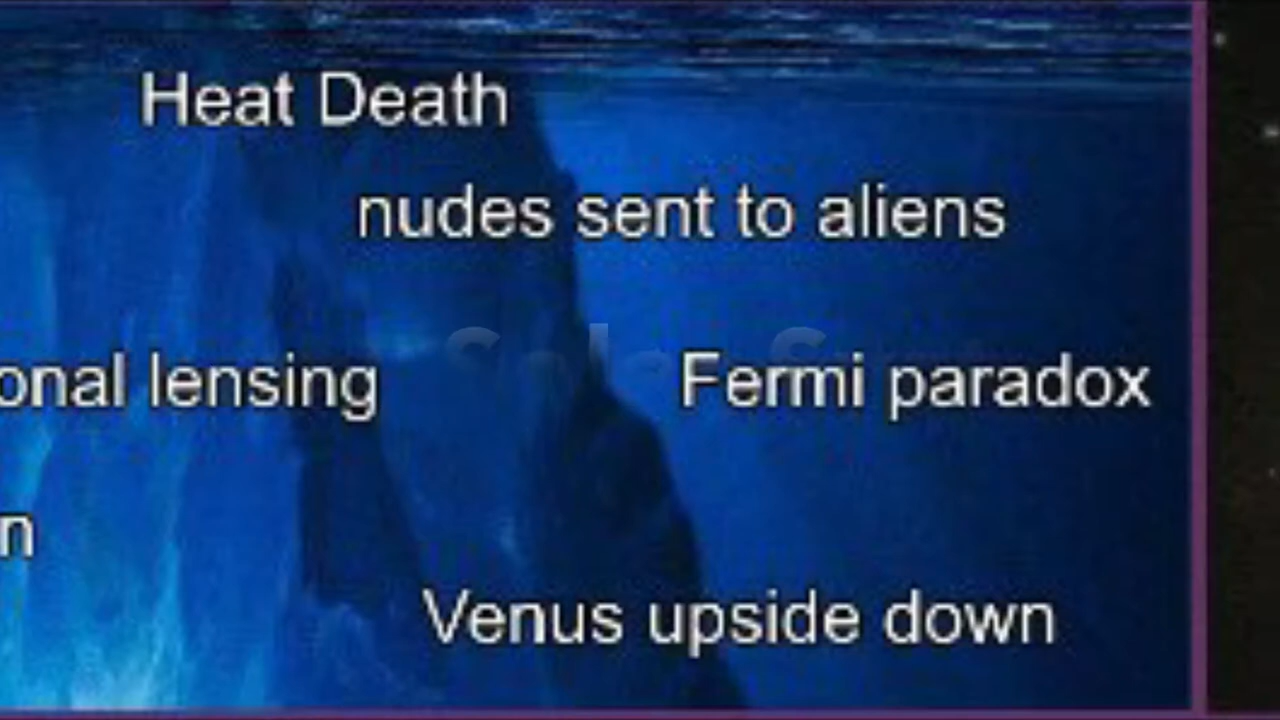 Heat Death
nudes sent to aliens
onal lensing
Fermi paradox
n
Venus upside down